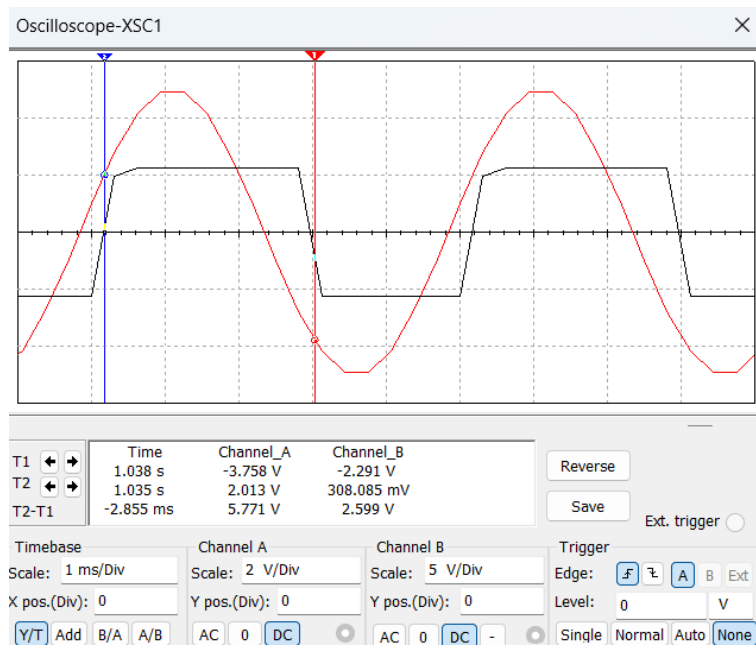 Oscilloscope-XSC1
2
1
Time Channel_A Channel_B
T1 1.038 s -3.758 V -2.291 V
T2 1.035 s 2.013 V 308.085 mV
T2-T1 -2.855 ms 5.771 V 2.599 V
Reverse
Save
Ext. trigger
Timebase Channel A Channel B Trigger
Scale: 1 ms/Div Scale: 2 V/Div Scale: 5 V/Div Edge: A B Ext
X pos.(Div): 0 Y pos.(Div): 0 Y pos.(Div): 0 Level: 0 V
Y/T Add B/A A/B AC 0 DC AC 0 DC - Single Normal Auto None